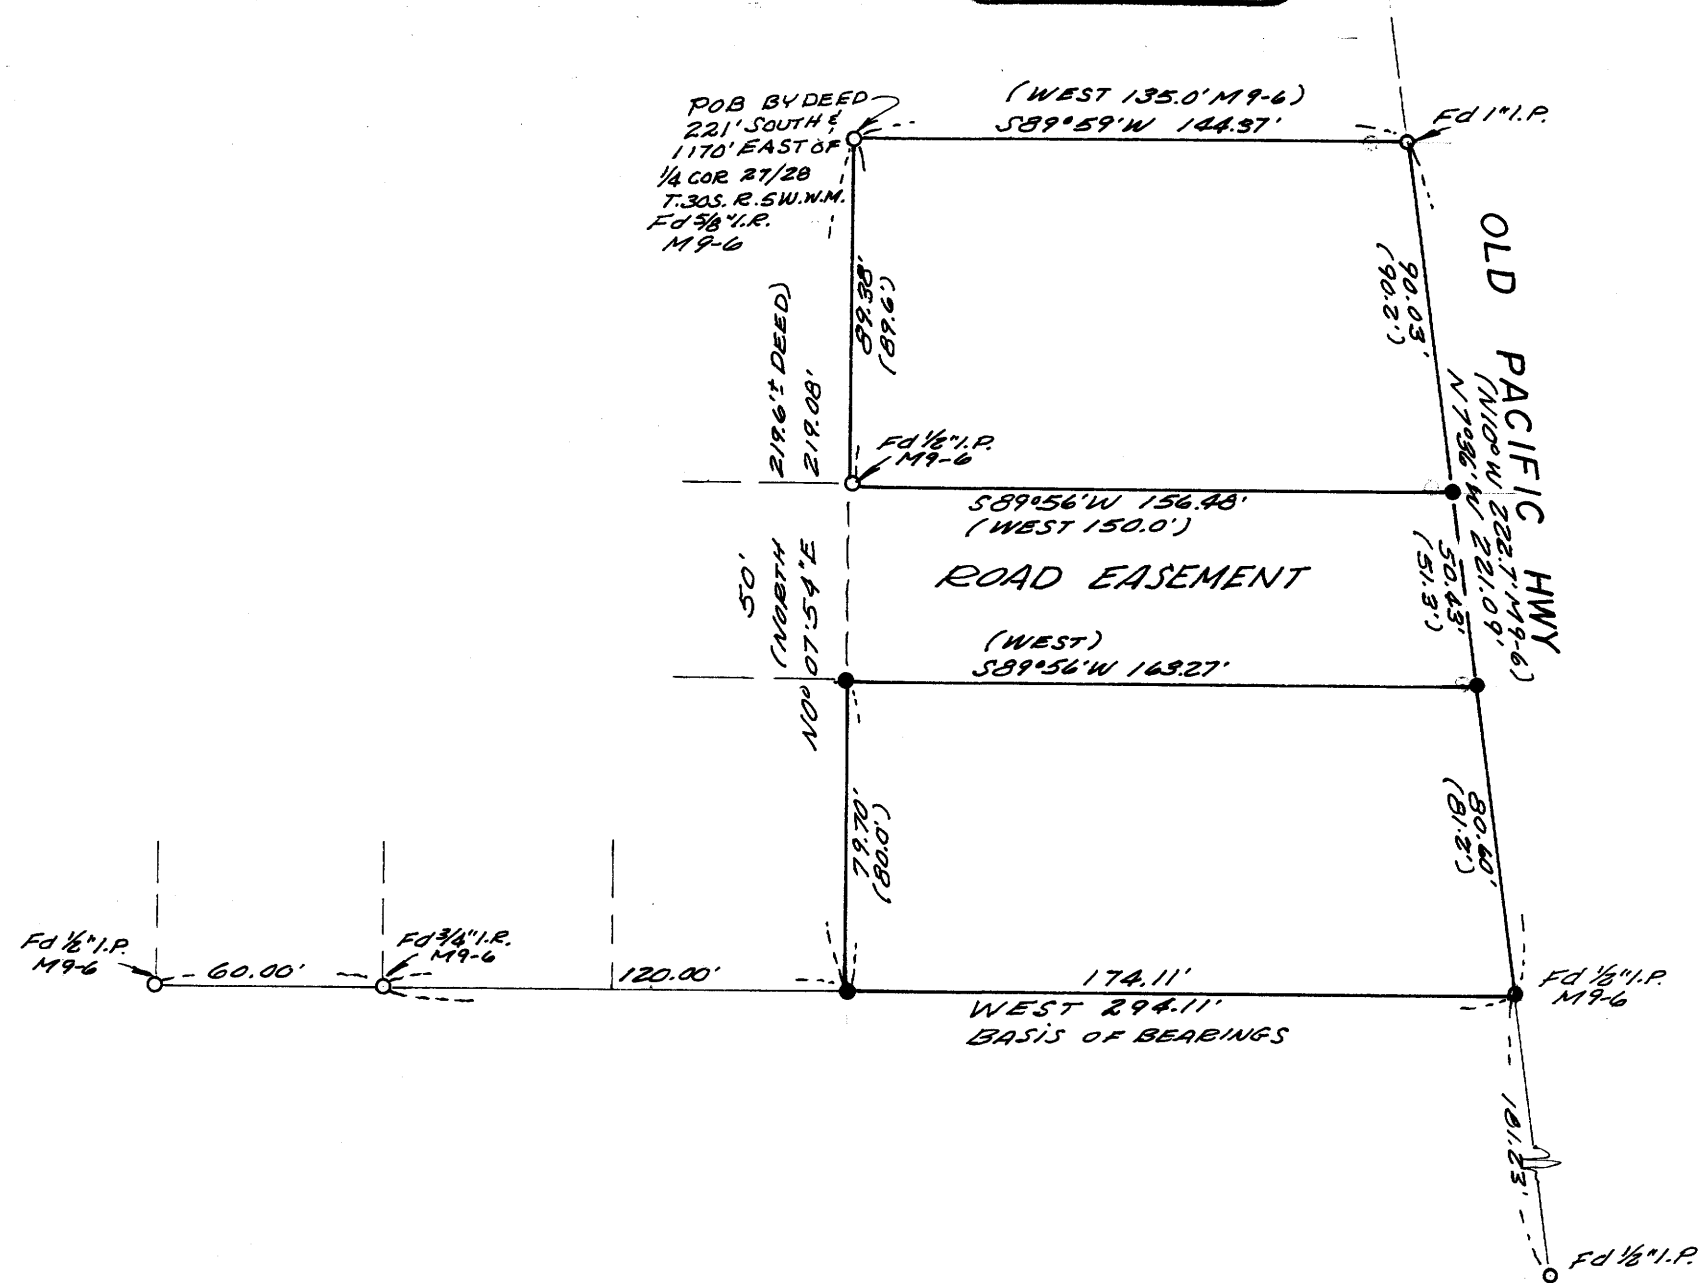 POB BY DEED
221' SOUTH &
1170' EAST OF
1/4 COR 27/28
T.30S. R.5W.W.M.
Fd 5/8" I.R.
M9-6
(WEST 135.0' M9-6)
S89°59'W 144.37'
Fd 1" I.P.
89.38'
(89.6')
90.03'
(90.2')
OLD PACIFIC HWY
(N10°W 222.7' M9-6)
N7°36'W 221.09'
219.6'± DEED)
219.08'
Fd 1/2" I.P.
M9-6
S89°56'W 156.48'
(WEST 150.0')
50'
(NORTH
N0°07'54"E
ROAD EASEMENT
50.43'
(51.3')
(WEST)
S89°56'W 163.27'
79.70'
(80.0')
80.60'
(81.2')
Fd 1/2" I.P.
M9-6
60.00'
Fd 3/4" I.R.
M9-6
120.00'
174.11'
WEST 294.11'
BASIS OF BEARINGS
Fd 1/2" I.P.
M9-6
181.23'
Fd 1/2" I.P.